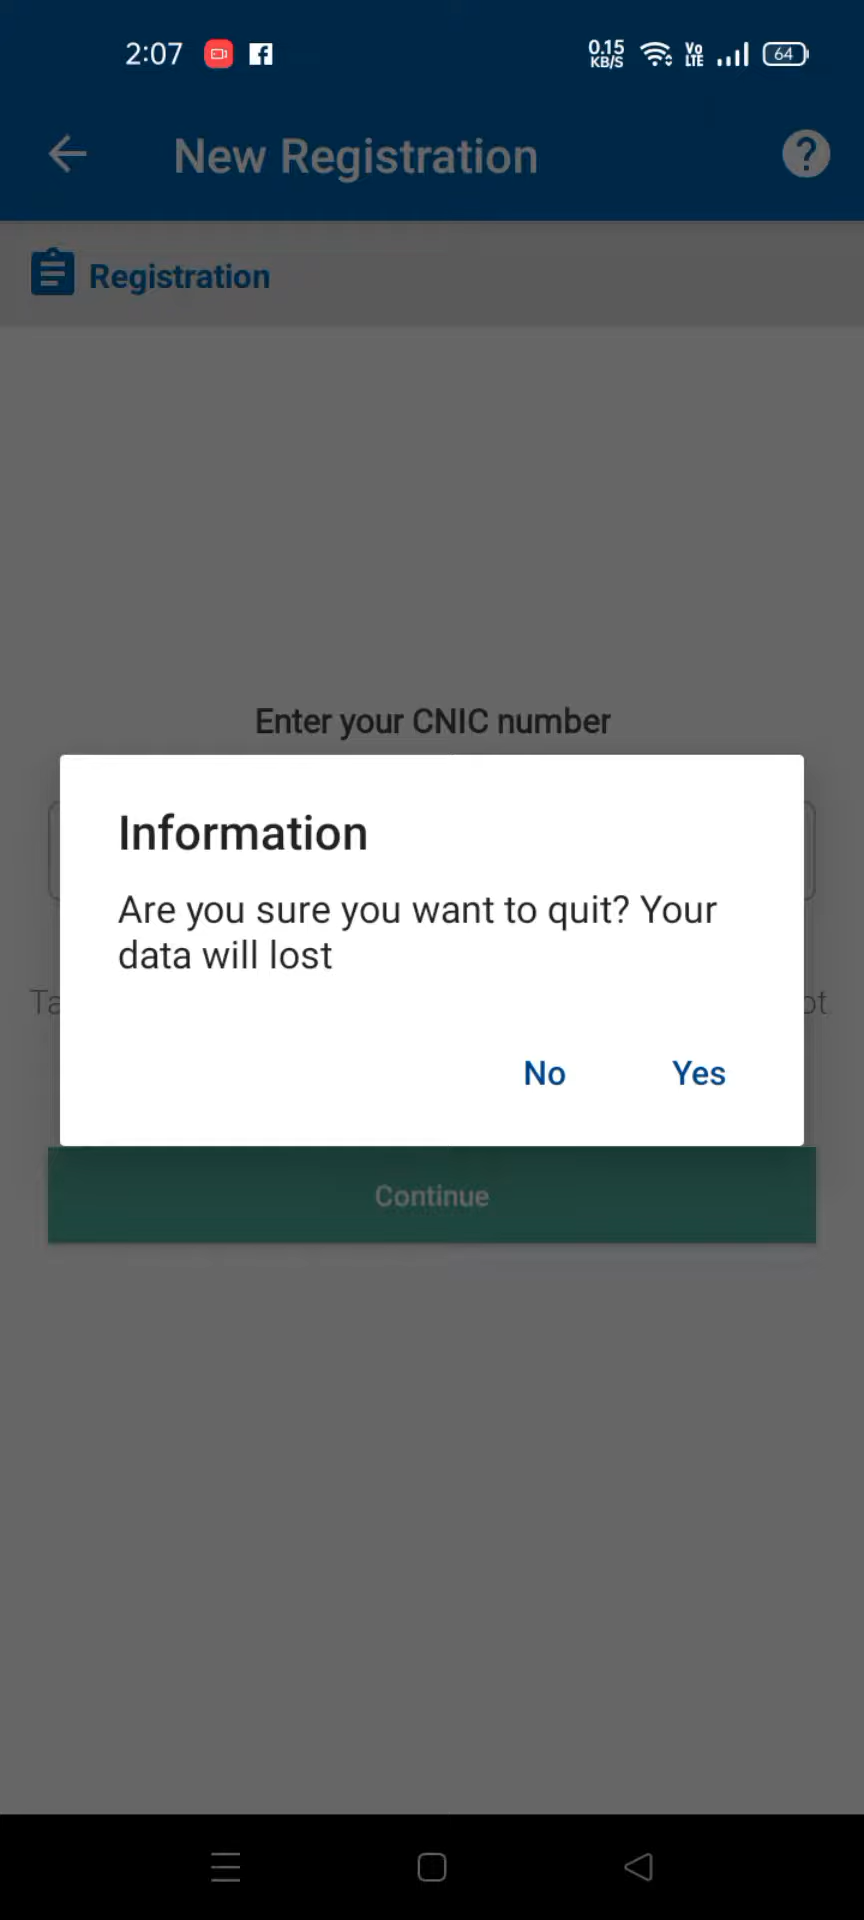 2:07
0.15
KB/S
Vo
LTE
64
New Registration
Registration
Enter your CNIC number
Information
Are you sure you want to quit? Your
data will lost
No
Yes
Continue